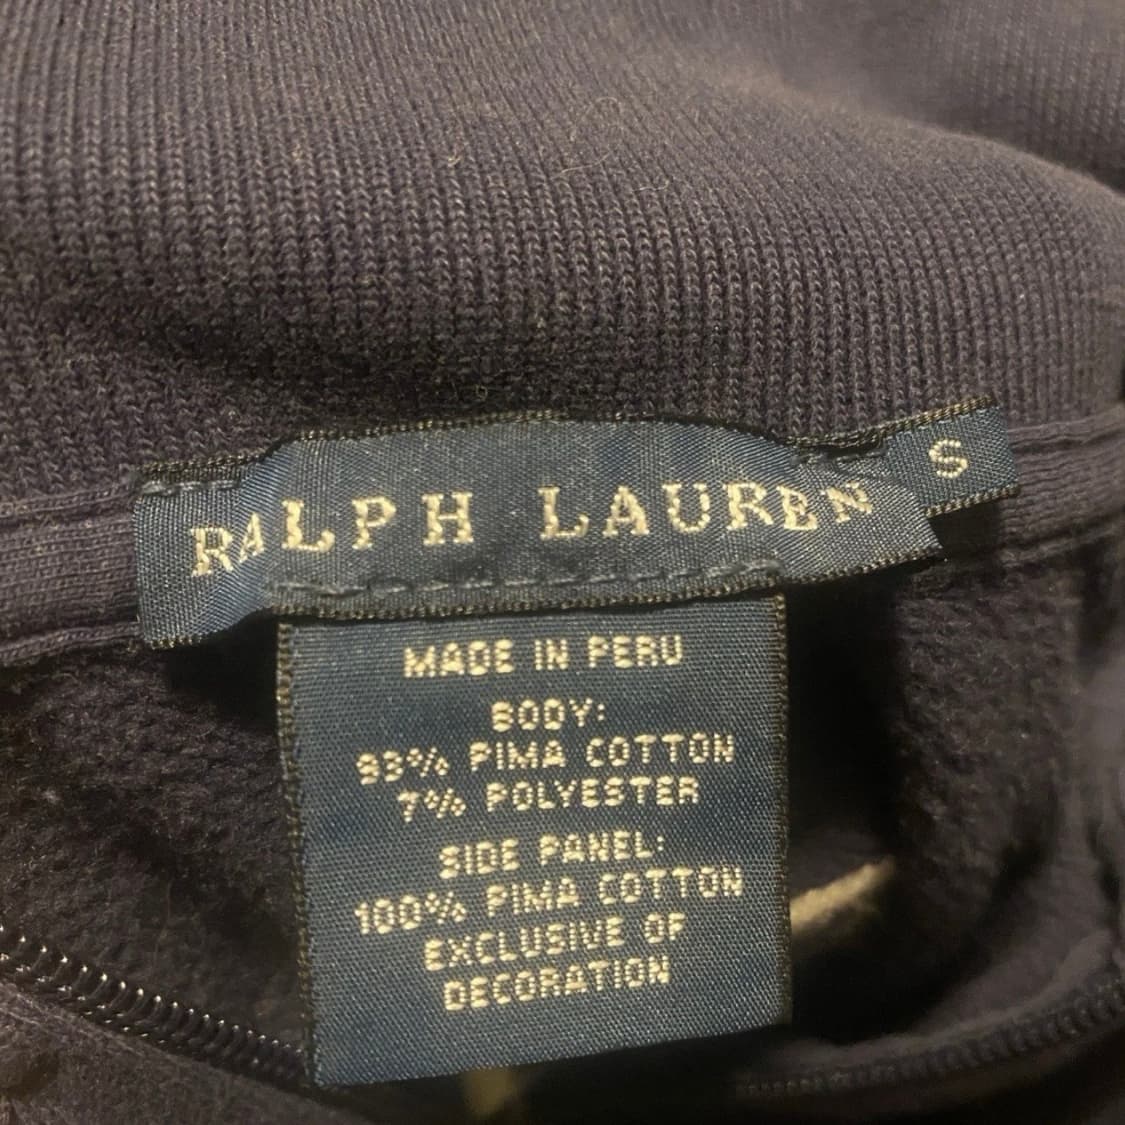 RALPH LAUREN
S
MADE IN PERU
BODY:
93% PIMA COTTON
7% POLYESTER
SIDE PANEL:
100% PIMA COTTON
EXCLUSIVE OF
DECORATION